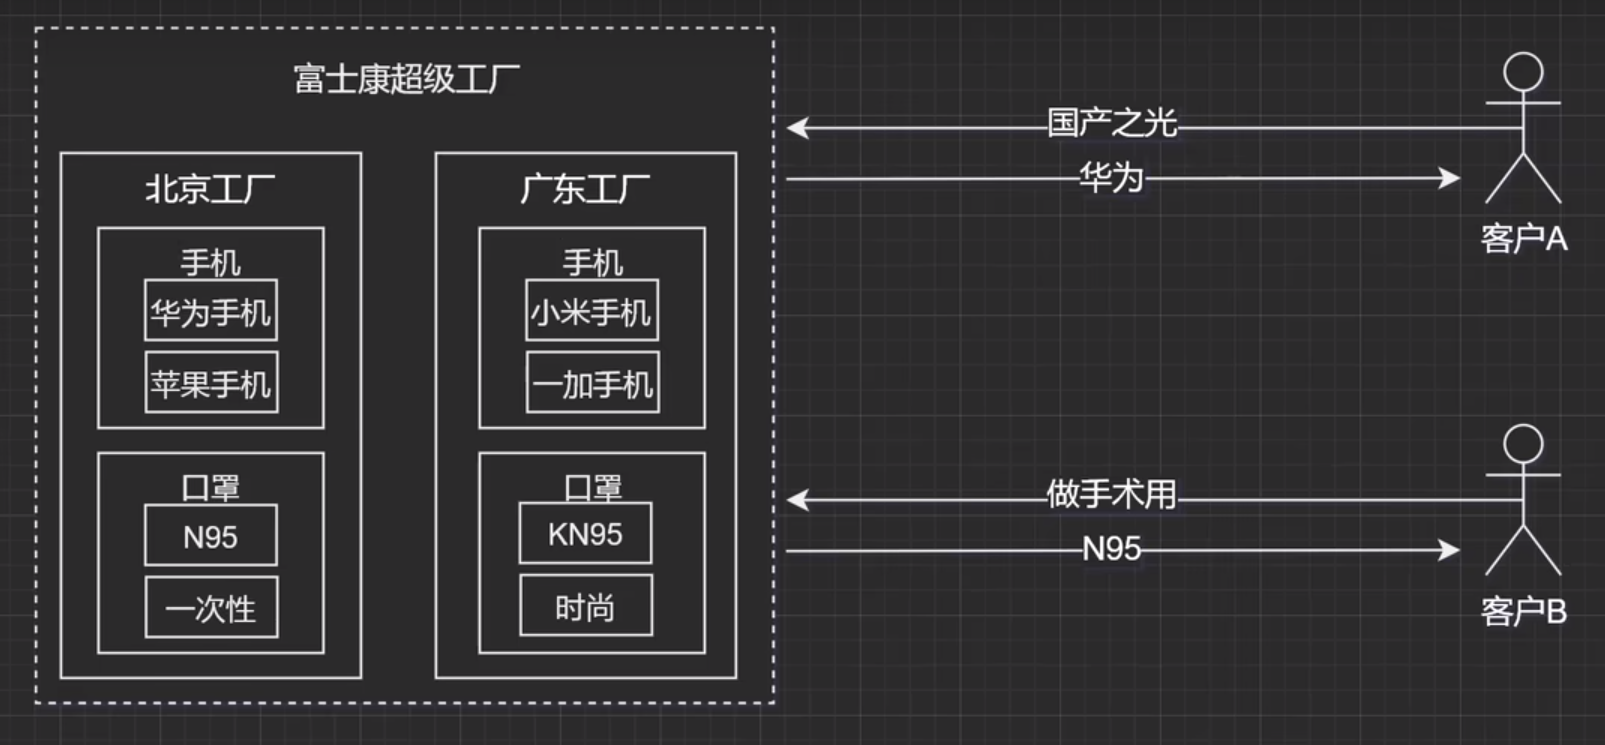 富士康超级工厂
北京工厂
手机
华为手机
苹果手机
口罩
N95
一次性
广东工厂
手机
小米手机
一加手机
口罩
KN95
时尚
国产之光
华为
客户A
做手术用
N95
客户B